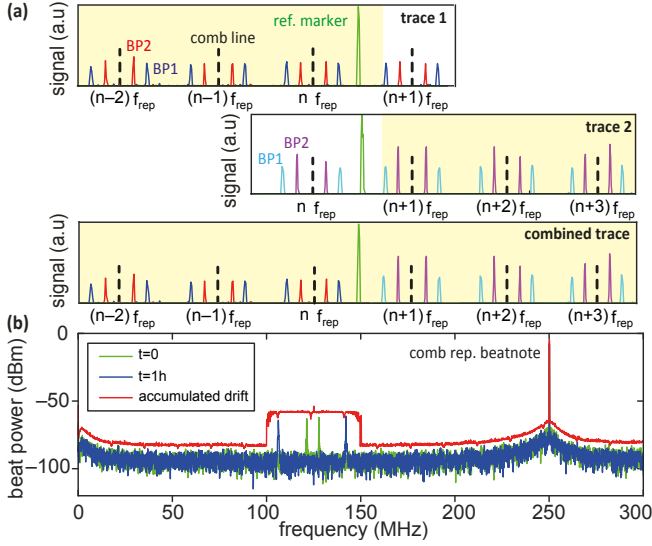 (a)
signal (a.u)
BP2
BP1
comb line
ref. marker
trace 1
(n−2) frep
(n−1) frep
n frep
(n+1) frep
signal (a.u)
BP1
BP2
trace 2
n frep
(n+1) frep
(n+2) frep
(n+3) frep
signal (a.u)
combined trace
(n−2) frep
(n−1) frep
n frep
(n+1) frep
(n+2) frep
(n+3) frep
(b)
beat power (dBm)
0
−50
−100
t=0
t=1h
accumulated drift
comb rep. beatnote
0
50
100
150
200
250
300
frequency (MHz)